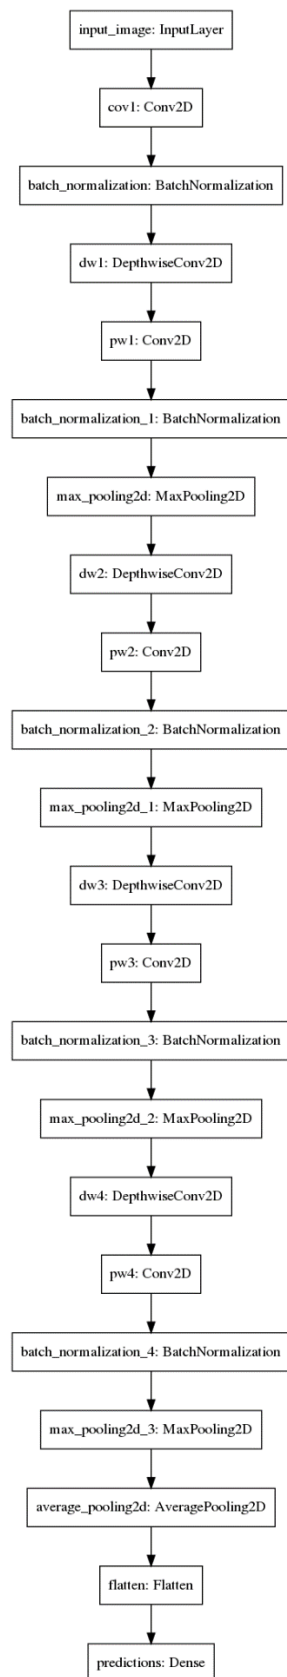 input_image: InputLayer
cov1: Conv2D
batch_normalization: BatchNormalization
dw1: DepthwiseConv2D
pw1: Conv2D
batch_normalization_1: BatchNormalization
max_pooling2d: MaxPooling2D
dw2: DepthwiseConv2D
pw2: Conv2D
batch_normalization_2: BatchNormalization
max_pooling2d_1: MaxPooling2D
dw3: DepthwiseConv2D
pw3: Conv2D
batch_normalization_3: BatchNormalization
max_pooling2d_2: MaxPooling2D
dw4: DepthwiseConv2D
pw4: Conv2D
batch_normalization_4: BatchNormalization
max_pooling2d_3: MaxPooling2D
average_pooling2d: AveragePooling2D
flatten: Flatten
predictions: Dense